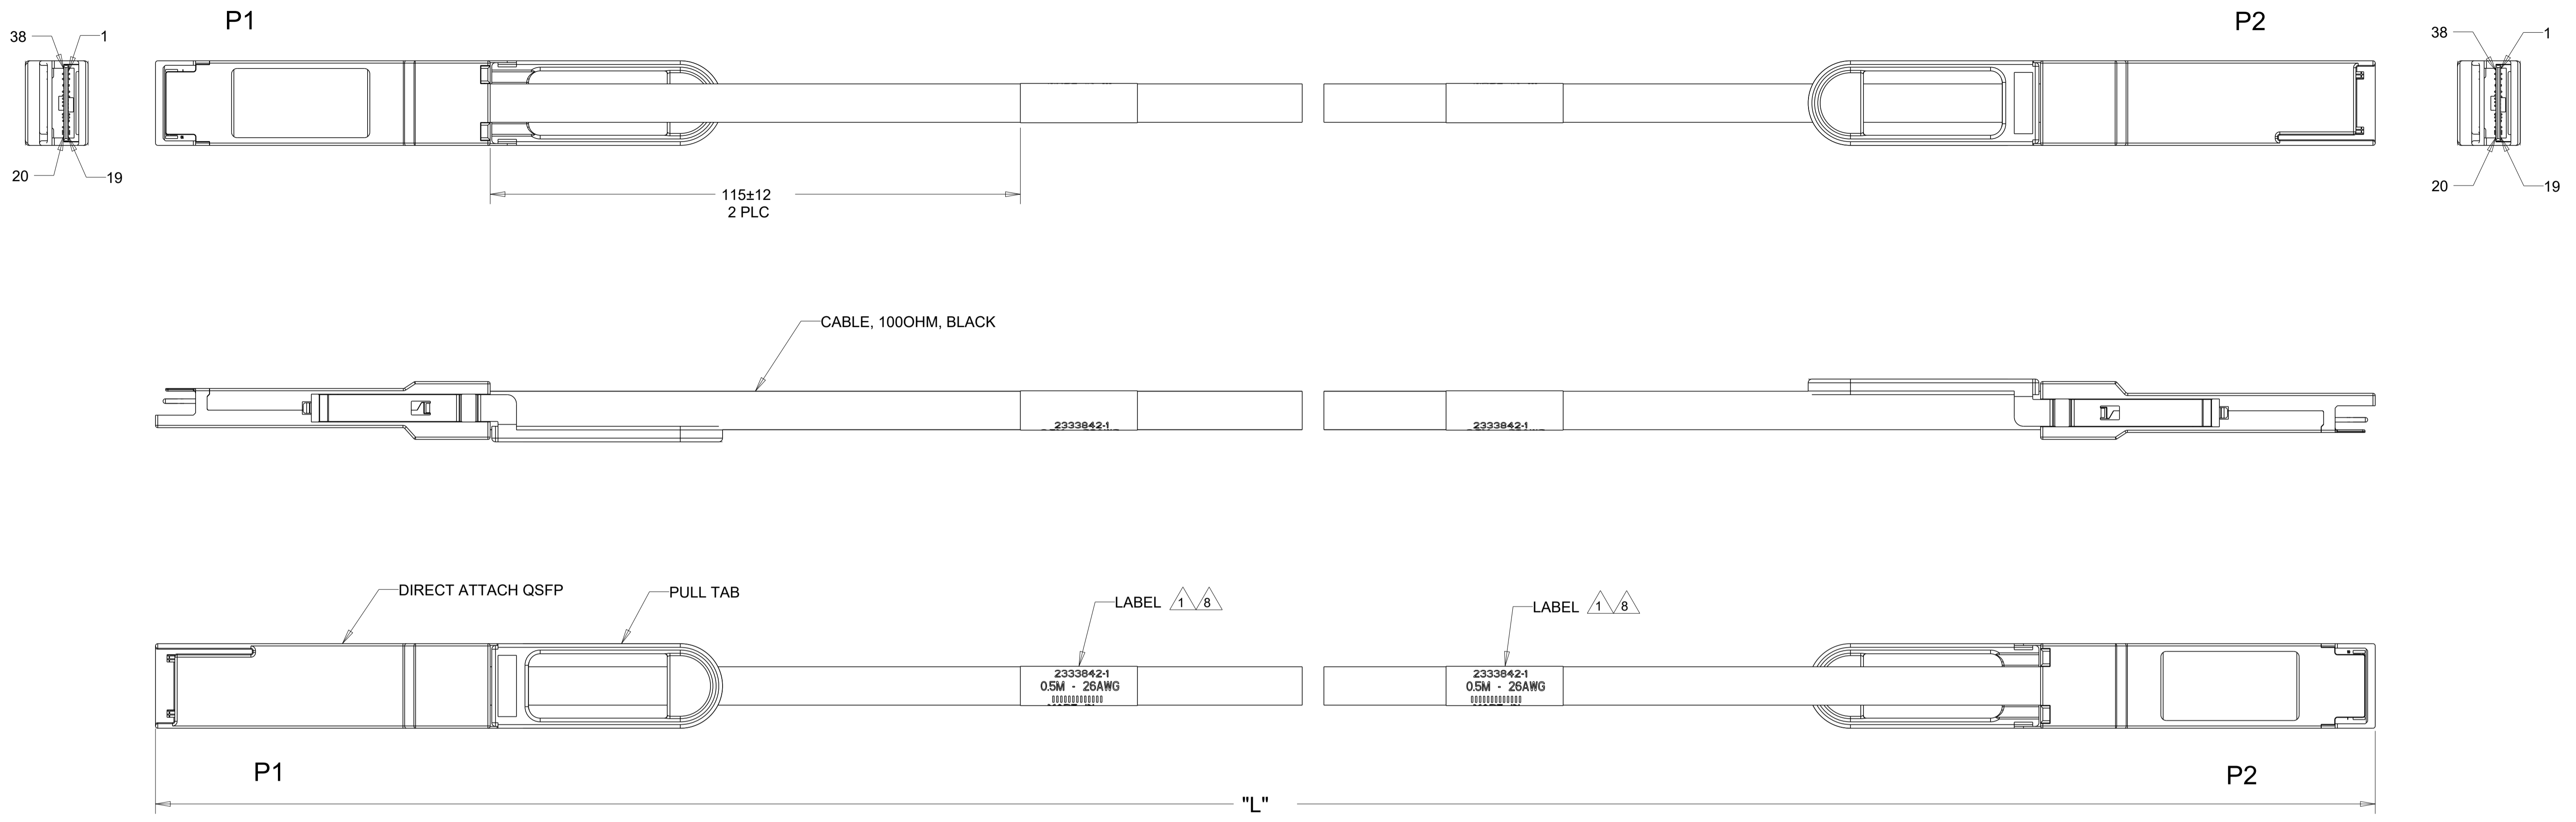 P1
P2
38
1
38
1
20
19
20
19
115±12
2 PLC
CABLE, 100OHM, BLACK
2333842-1
2333842-1
DIRECT ATTACH QSFP
PULL TAB
LABEL 1 8
LABEL 1 8
2333842-1
0.5M - 26AWG
2333842-1
0.5M - 26AWG
P1
P2
"L"